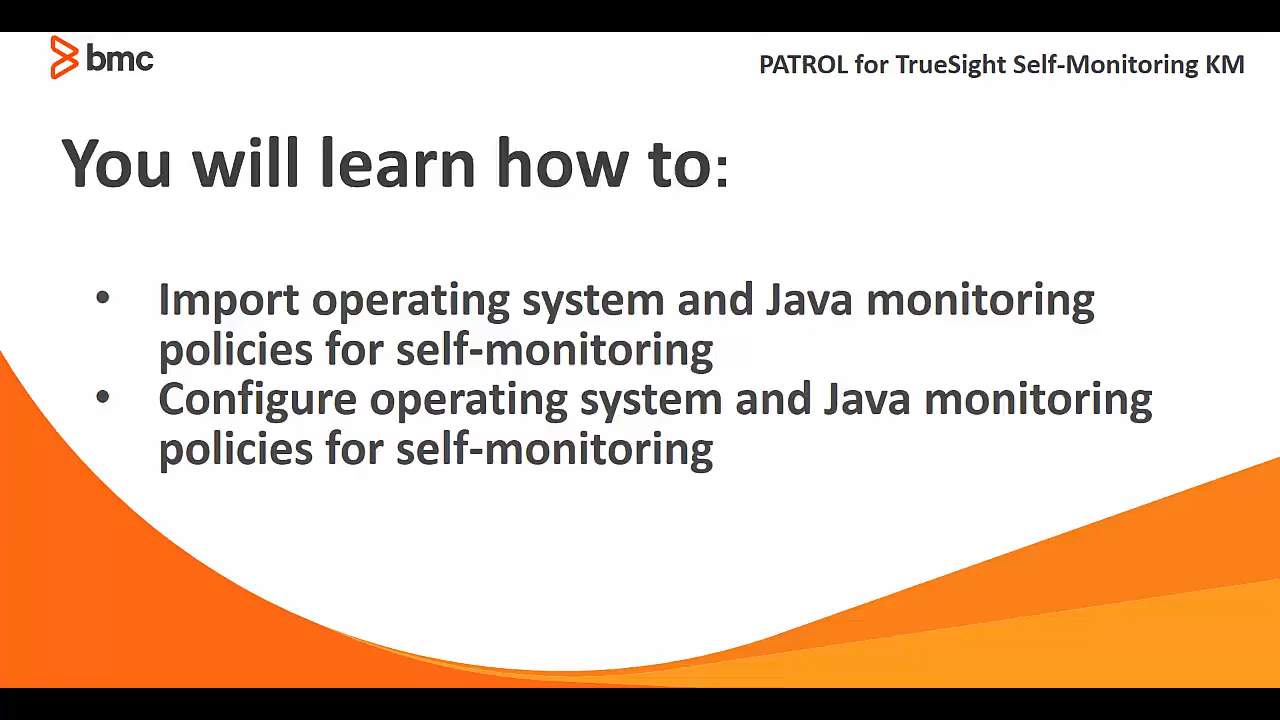 bmc
PATROL for TrueSight Self-Monitoring KM
You will learn how to:
• Import operating system and Java monitoring
policies for self-monitoring
• Configure operating system and Java monitoring
policies for self-monitoring